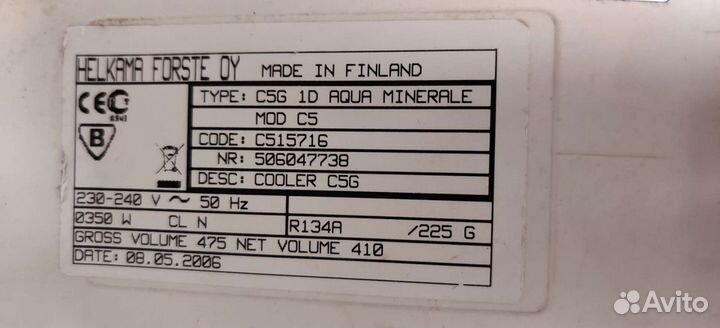 HELKAMA FORSTE OY MADE IN FINLAND
TYPE: C5G 1D AQUA MINERALE
MOD C5
CODE: C515716
NR: 506047738
DESC: COOLER C5G
CE
B
230-240 V ~ 50 Hz
0350 W CL N R134A /225 G
GROSS VOLUME 475 NET VOLUME 410
DATE: 08.05.2006
Avito